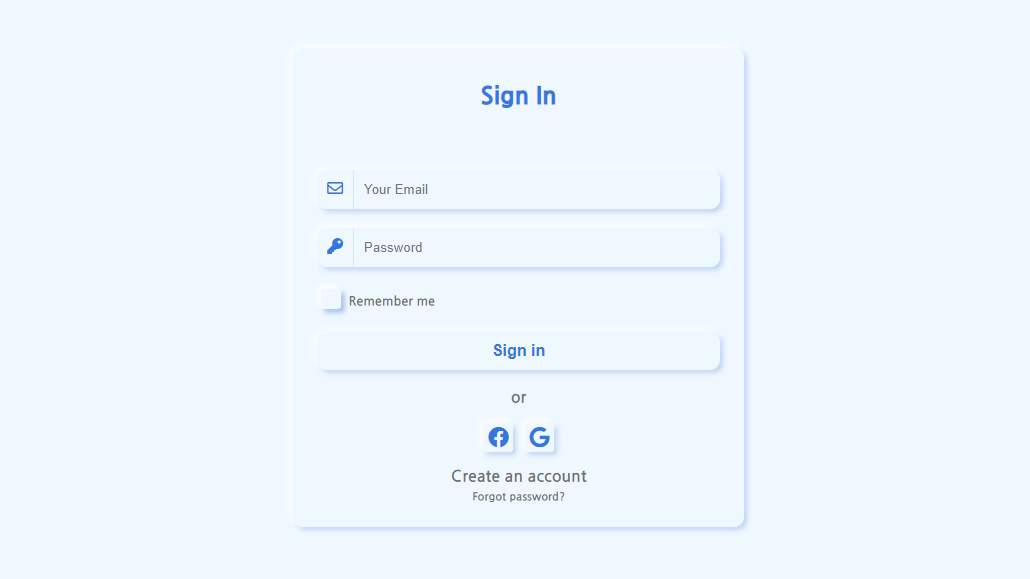 Sign In
Your Email
Password
Remember me
Sign in
or
Create an account
Forgot password?